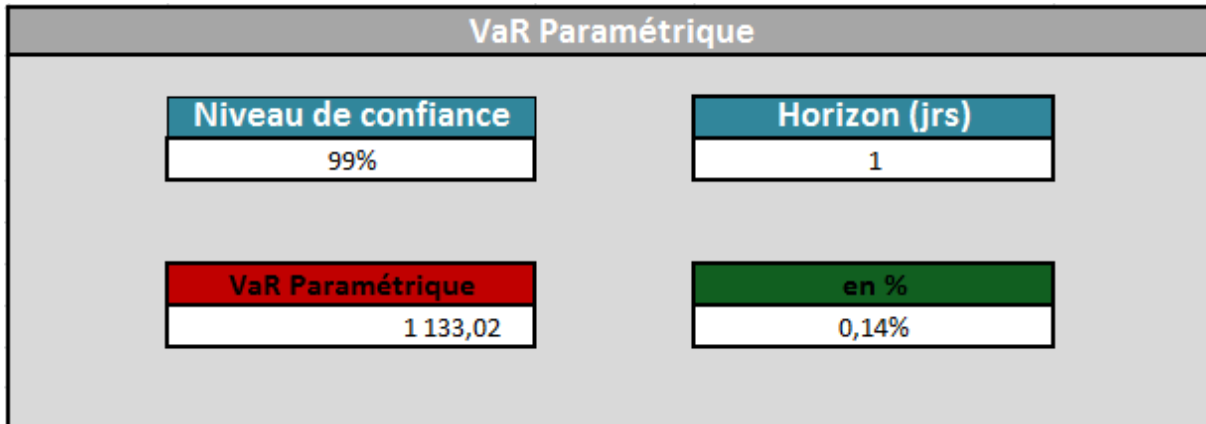 VaR Paramétrique
Niveau de confiance
Horizon (jrs)
99%
1
VaR Paramétrique
en %
1 133,02
0,14%